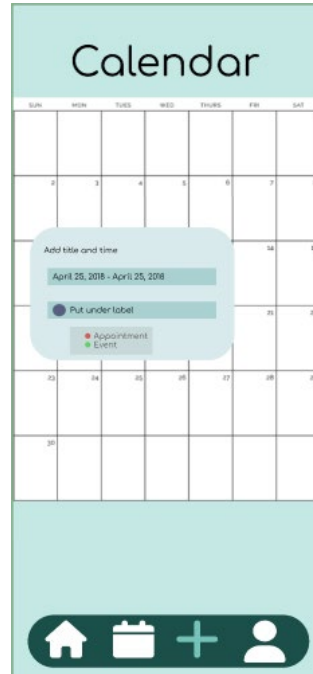 Calendar
SUN MON TUES WED THURS FRI SAT
2 3 4 5 6 7
14
Add title and time
April 25, 2018 - April 25, 2018
21
Put under label
Appointment
Event
23 24 25 26 27 28
30